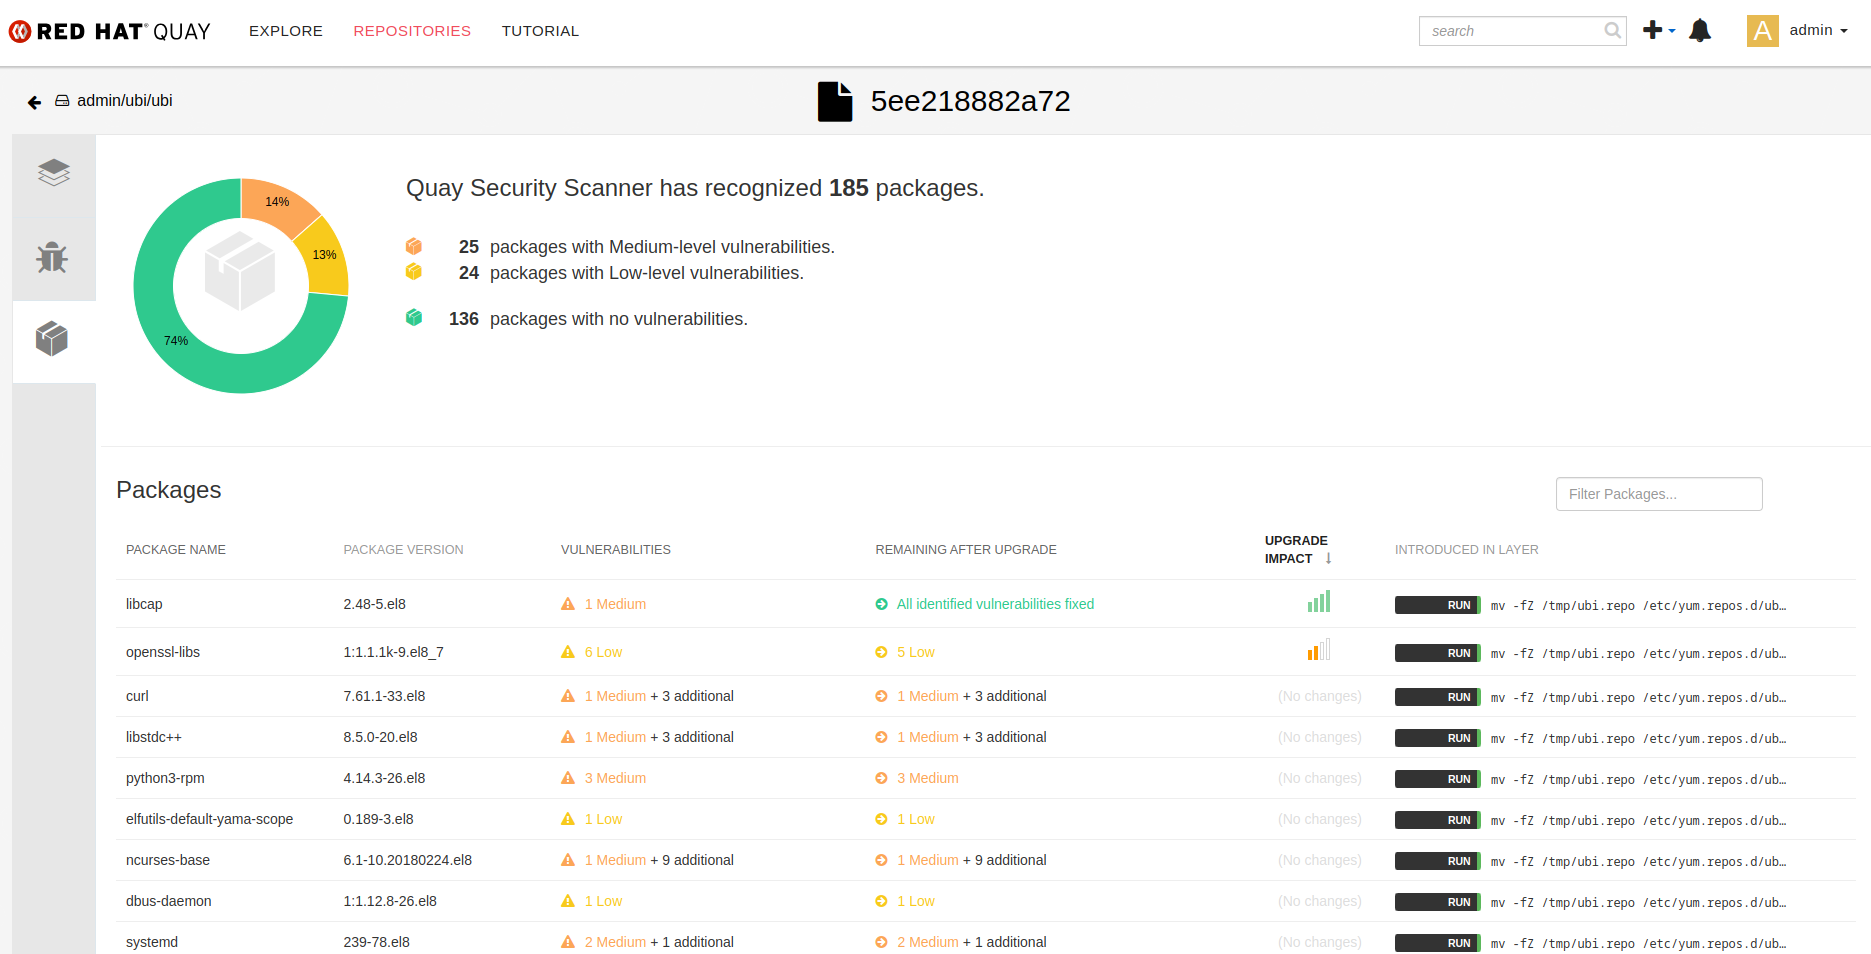 RED HAT® QUAY EXPLORE REPOSITORIES TUTORIAL search A admin
admin/ubi/ubi 5ee218882a72
14%
13%
74%
Quay Security Scanner has recognized 185 packages.
25 packages with Medium-level vulnerabilities.
24 packages with Low-level vulnerabilities.
136 packages with no vulnerabilities.
Packages Filter Packages...
PACKAGE NAME PACKAGE VERSION VULNERABILITIES REMAINING AFTER UPGRADE UPGRADE IMPACT INTRODUCED IN LAYER
libcap 2.48-5.el8 1 Medium All identified vulnerabilities fixed RUN mv -fZ /tmp/ubi.repo /etc/yum.repos.d/ub…
openssl-libs 1:1.1.1k-9.el8_7 6 Low 5 Low RUN mv -fZ /tmp/ubi.repo /etc/yum.repos.d/ub…
curl 7.61.1-33.el8 1 Medium + 3 additional 1 Medium + 3 additional (No changes) RUN mv -fZ /tmp/ubi.repo /etc/yum.repos.d/ub…
libstdc++ 8.5.0-20.el8 1 Medium + 3 additional 1 Medium + 3 additional (No changes) RUN mv -fZ /tmp/ubi.repo /etc/yum.repos.d/ub…
python3-rpm 4.14.3-26.el8 3 Medium 3 Medium (No changes) RUN mv -fZ /tmp/ubi.repo /etc/yum.repos.d/ub…
elfutils-default-yama-scope 0.189-3.el8 1 Low 1 Low (No changes) RUN mv -fZ /tmp/ubi.repo /etc/yum.repos.d/ub…
ncurses-base 6.1-10.20180224.el8 1 Medium + 9 additional 1 Medium + 9 additional (No changes) RUN mv -fZ /tmp/ubi.repo /etc/yum.repos.d/ub…
dbus-daemon 1:1.12.8-26.el8 1 Low 1 Low (No changes) RUN mv -fZ /tmp/ubi.repo /etc/yum.repos.d/ub…
systemd 239-78.el8 2 Medium + 1 additional 2 Medium + 1 additional (No changes) RUN mv -fZ /tmp/ubi.repo /etc/yum.repos.d/ub…